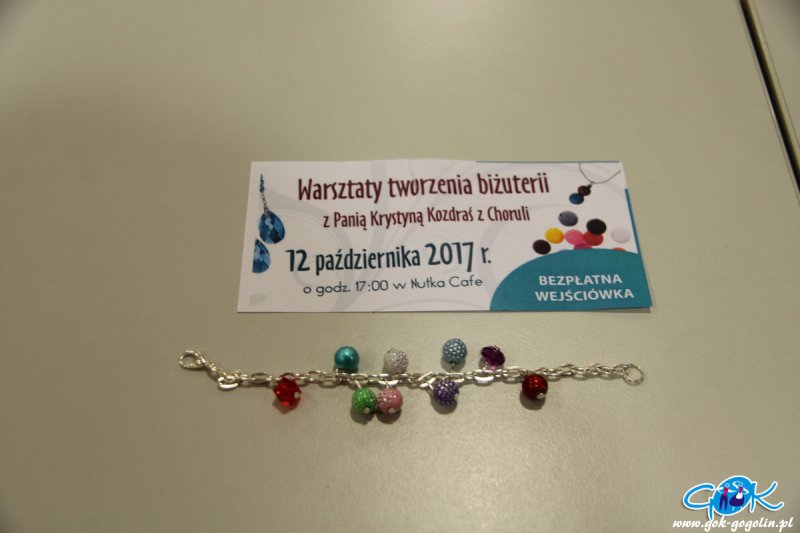 Warsztaty tworzenia biżuterii
z Panią Krystyną Kozdraś z Choruli
12 października 2017 r.
o godz. 17:00 w Nutka Cafe
BEZPŁATNA
WEJŚCIÓWKA
GOK
www.gok-gogolin.pl